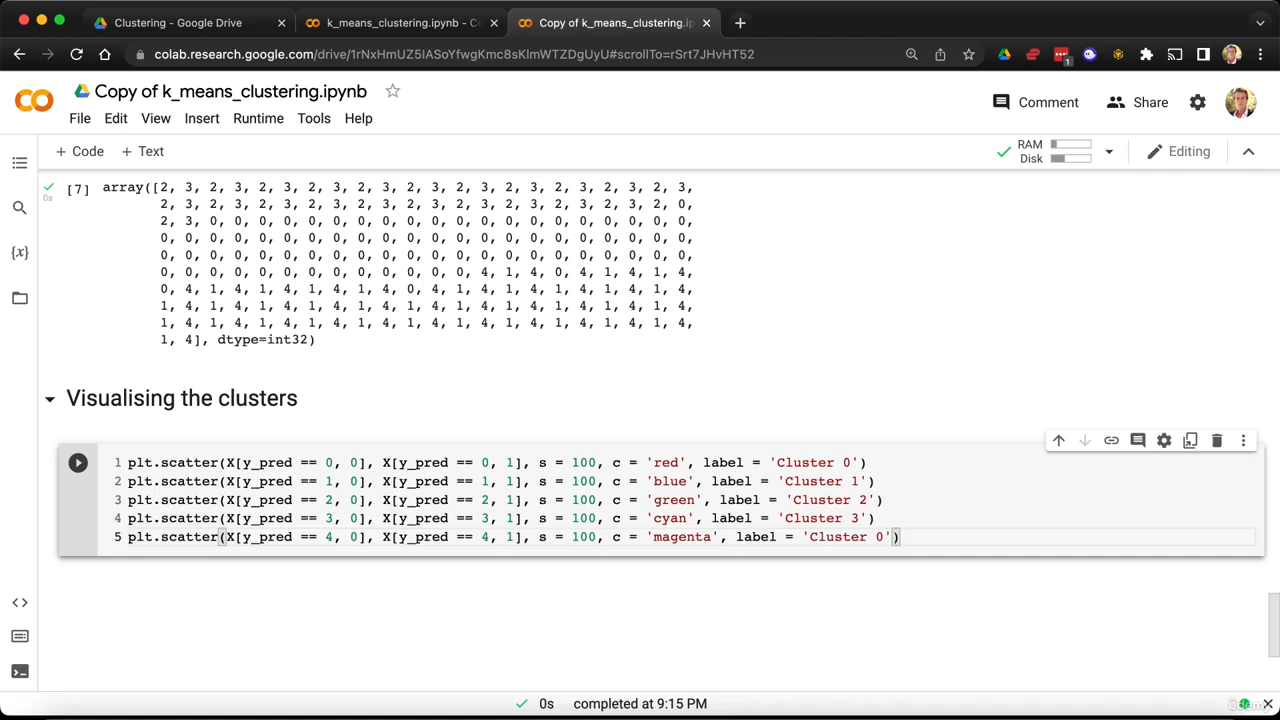 Clustering - Google Drive
k_means_clustering.ipynb - Co
Copy of k_means_clustering.ip
colab.research.google.com/drive/1rNxHmUZ5IASoYfwgKmc8sKlmWTZDgUyU#scrollTo=rSrt7JHvHT52
1
Copy of k_means_clustering.ipynb
Comment
Share
File Edit View Insert Runtime Tools Help
+ Code + Text
RAM
Disk
Editing
0s
[7] array([2, 3, 2, 3, 2, 3, 2, 3, 2, 3, 2, 3, 2, 3, 2, 3, 2, 3, 2, 3, 2, 3,
2, 3, 2, 3, 2, 3, 2, 3, 2, 3, 2, 3, 2, 3, 2, 3, 2, 3, 2, 0,
2, 3, 0, 0, 0, 0, 0, 0, 0, 0, 0, 0, 0, 0, 0, 0, 0, 0, 0, 0,
0, 0, 0, 0, 0, 0, 0, 0, 0, 0, 0, 0, 0, 0, 0, 0, 0, 0, 0, 0,
0, 0, 0, 0, 0, 0, 0, 0, 0, 0, 0, 0, 0, 0, 0, 0, 0, 0, 0, 0,
0, 0, 0, 0, 0, 0, 0, 0, 0, 0, 0, 0, 0, 4, 1, 4, 0, 4, 1, 4, 1, 4,
0, 4, 1, 4, 1, 4, 1, 4, 1, 4, 0, 4, 1, 4, 1, 4, 1, 4, 1, 4, 1, 4,
1, 4, 1, 4, 1, 4, 1, 4, 1, 4, 1, 4, 1, 4, 1, 4, 1, 4, 1, 4, 1, 4,
1, 4, 1, 4, 1, 4, 1, 4, 1, 4, 1, 4, 1, 4, 1, 4, 1, 4, 1, 4, 1, 4,
1, 4], dtype=int32)
Visualising the clusters
1 plt.scatter(X[y_pred == 0, 0], X[y_pred == 0, 1], s = 100, c = 'red', label = 'Cluster 0')
2 plt.scatter(X[y_pred == 1, 0], X[y_pred == 1, 1], s = 100, c = 'blue', label = 'Cluster 1')
3 plt.scatter(X[y_pred == 2, 0], X[y_pred == 2, 1], s = 100, c = 'green', label = 'Cluster 2')
4 plt.scatter(X[y_pred == 3, 0], X[y_pred == 3, 1], s = 100, c = 'cyan', label = 'Cluster 3')
5 plt.scatter(X[y_pred == 4, 0], X[y_pred == 4, 1], s = 100, c = 'magenta', label = 'Cluster 0')
0s completed at 9:15 PM
udemy